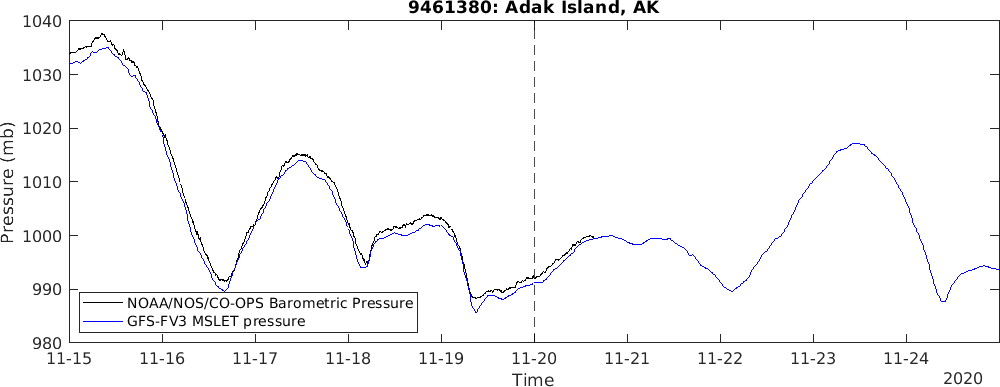 9461380: Adak Island, AK
1040
1030
1020
1010
1000
990
980
Pressure (mb)
NOAA/NOS/CO-OPS Barometric Pressure
GFS-FV3 MSLET pressure
11-15 11-16 11-17 11-18 11-19 11-20 11-21 11-22 11-23 11-24
Time
2020